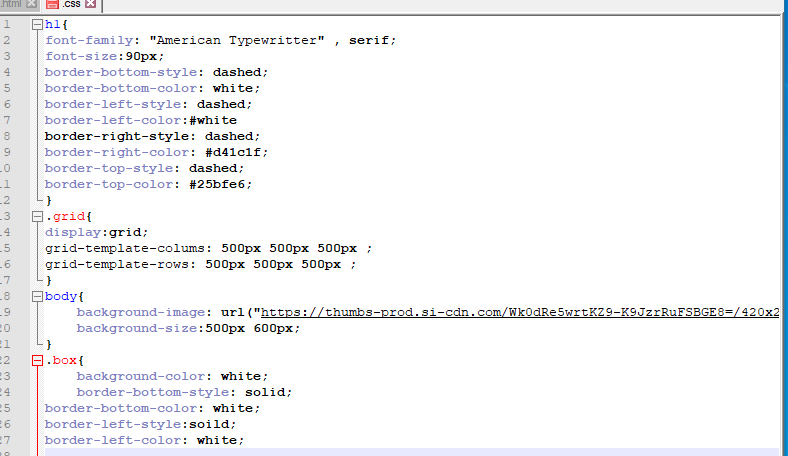 .html .css
1 h1{
2 font-family: "American Typewritter" , serif;
3 font-size:90px;
4 border-bottom-style: dashed;
5 border-bottom-color: white;
6 border-left-style: dashed;
7 border-left-color:#white
8 border-right-style: dashed;
9 border-right-color: #d41c1f;
10 border-top-style: dashed;
11 border-top-color: #25bfe6;
12 }
13 .grid{
14 display:grid;
15 grid-template-colums: 500px 500px 500px ;
16 grid-template-rows: 500px 500px 500px ;
17 }
18 body{
19 background-image: url("https://thumbs-prod.si-cdn.com/Wk0dRe5wrtKZ9-K9JzrRuFSBGE8=/420x2
20 background-size:500px 600px;
21 }
22 .box{
23 background-color: white;
24 border-bottom-style: solid;
25 border-bottom-color: white;
26 border-left-style:soild;
27 border-left-color: white;
28